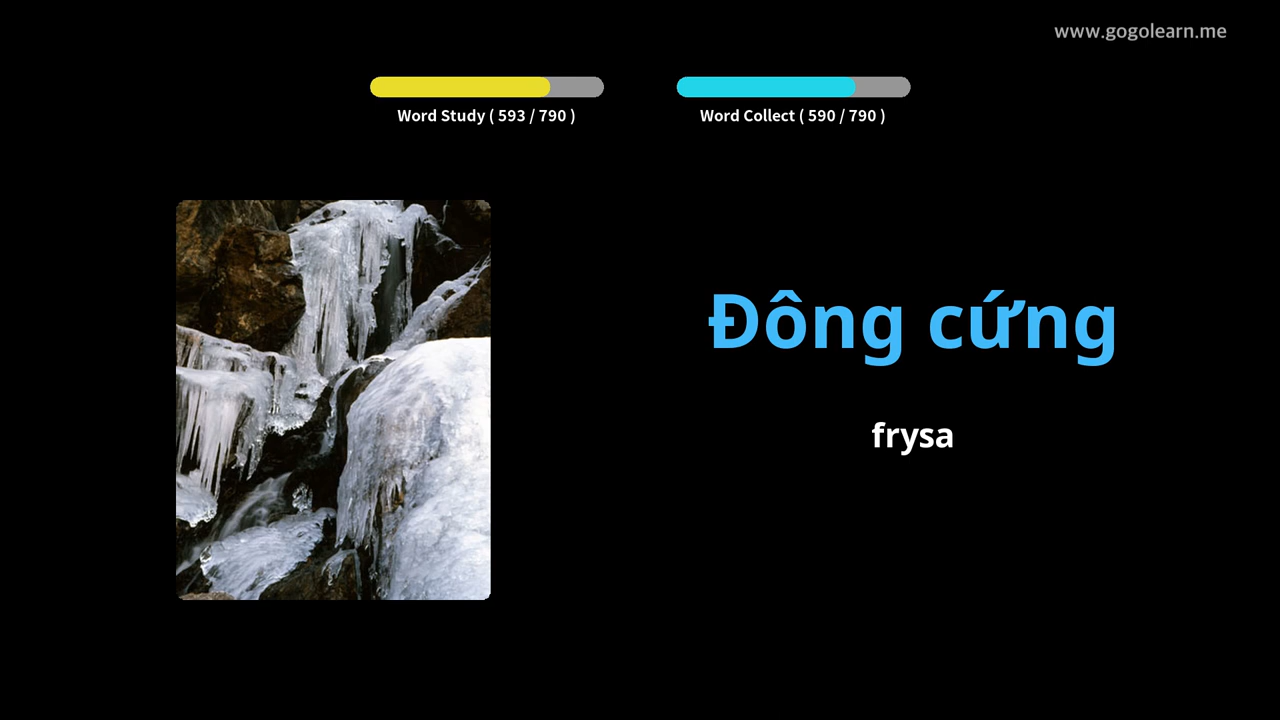 www.gogolearn.me
Word Study ( 593 / 790 )
Word Collect ( 590 / 790 )
Đông cứng
frysa